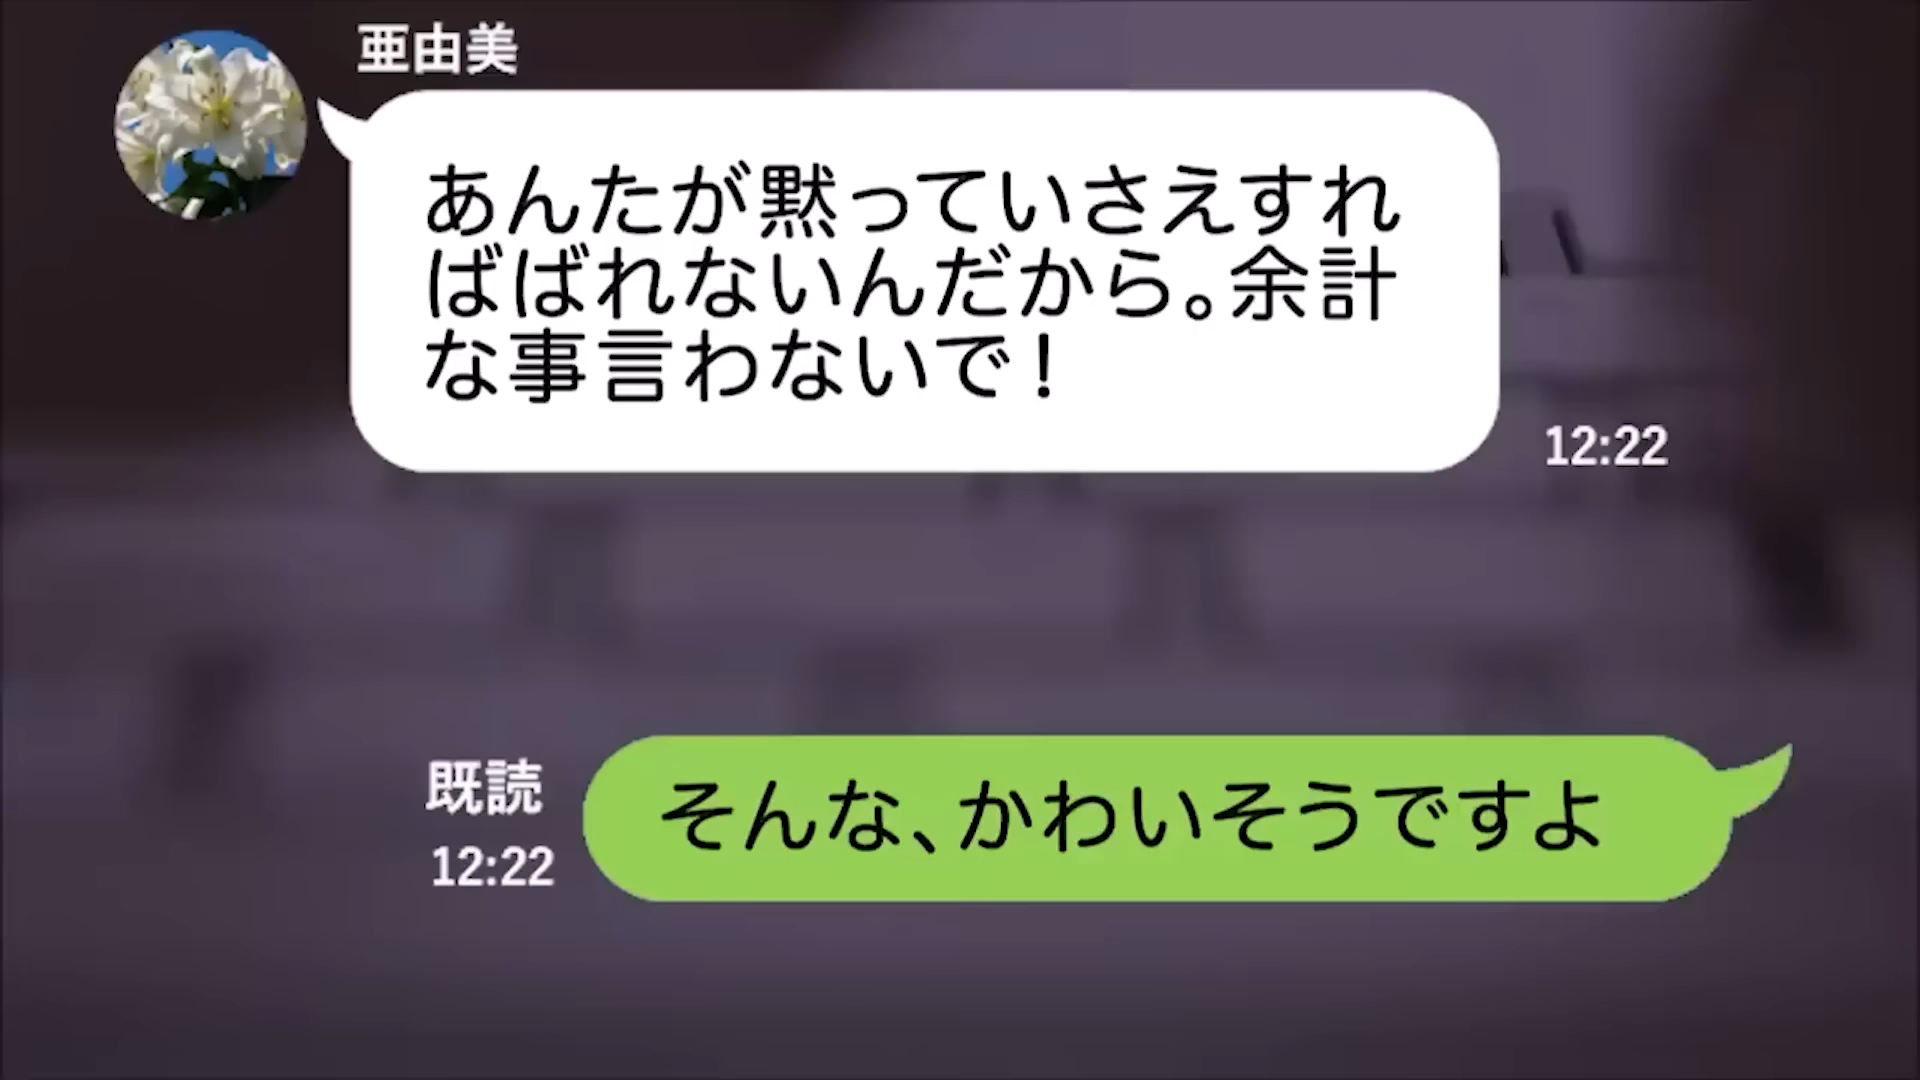 亜由美
あんたが黙っていさえすれ
ばばれないんだから。余計
な事言わないで!
12:22
既読
12:22
そんな、かわいそうですよ